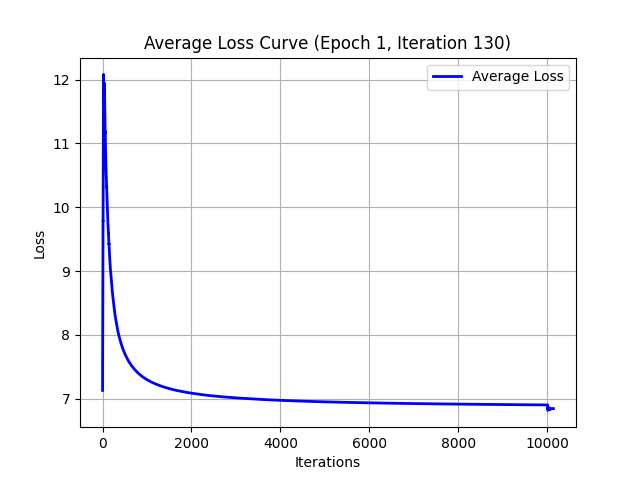 Average Loss Curve (Epoch 1, Iteration 130)
Average Loss
12
11
10
9
8
7
Loss
0 2000 4000 6000 8000 10000
Iterations